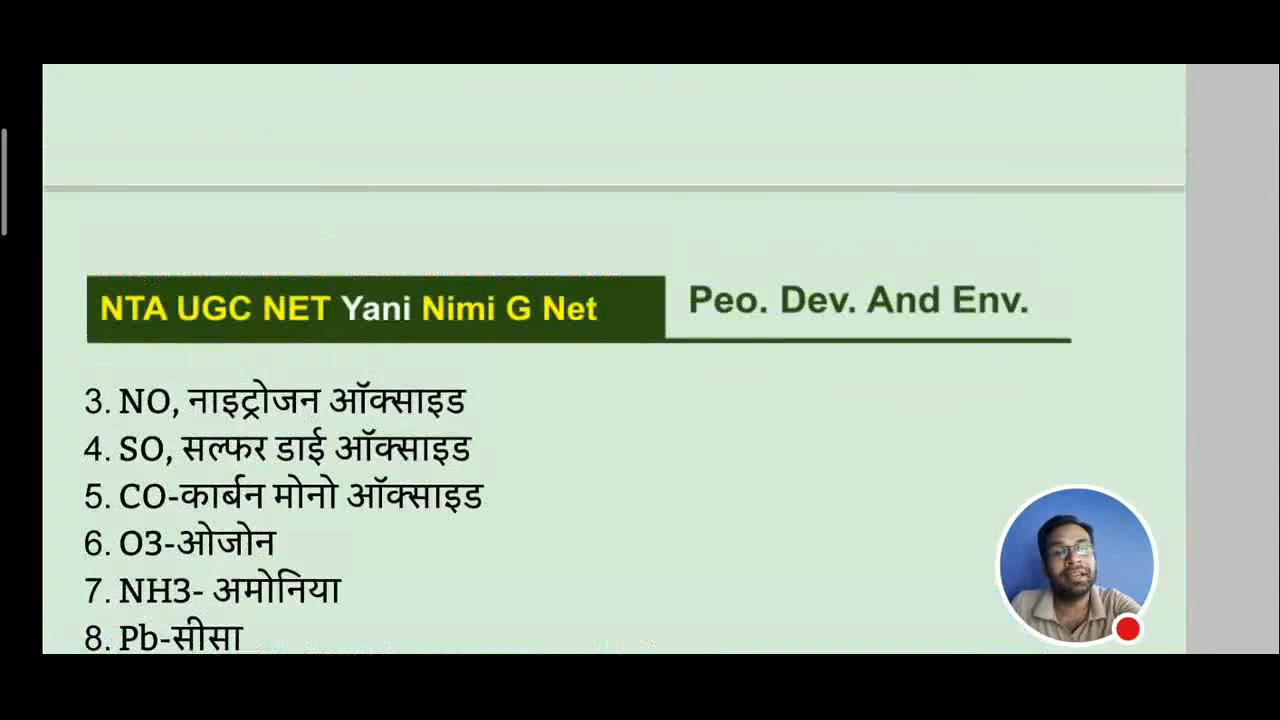 NTA UGC NET Yani Nimi G Net
Peo. Dev. And Env.
3. NO, नाइट्रोजन ऑक्साइड
4. SO, सल्फर डाई ऑक्साइड
5. CO-कार्बन मोनो ऑक्साइड
6. O3-ओजोन
7. NH3- अमोनिया
8. Pb-सीसा